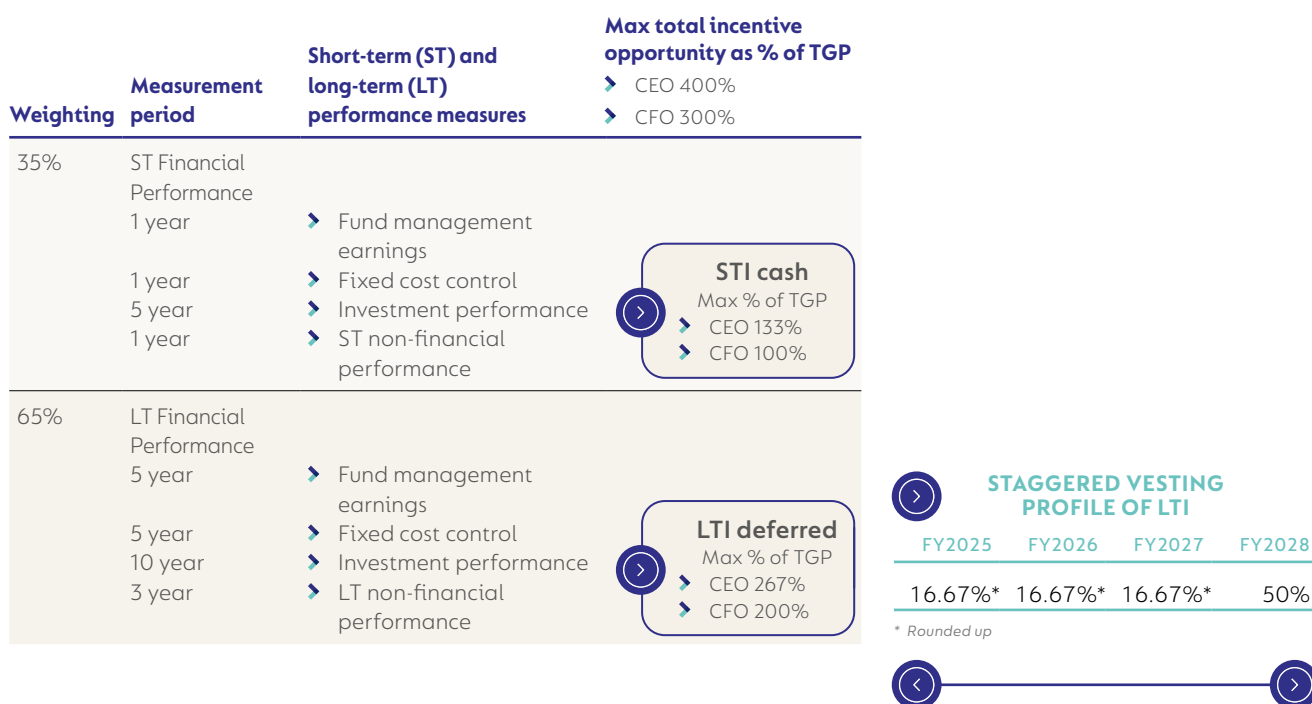 Weighting
Measurement
period
Short-term (ST) and
long-term (LT)
performance measures
Max total incentive
opportunity as % of TGP
CEO 400%
CFO 300%
35%
ST Financial
Performance
1 year
Fund management
earnings
1 year
Fixed cost control
5 year
Investment performance
1 year
ST non-financial
performance
STI cash
Max % of TGP
CEO 133%
CFO 100%
65%
LT Financial
Performance
5 year
Fund management
earnings
5 year
Fixed cost control
10 year
Investment performance
3 year
LT non-financial
performance
LTI deferred
Max % of TGP
CEO 267%
CFO 200%
STAGGERED VESTING
PROFILE OF LTI
FY2025 FY2026 FY2027 FY2028
16.67%* 16.67%* 16.67%* 50%
* Rounded up